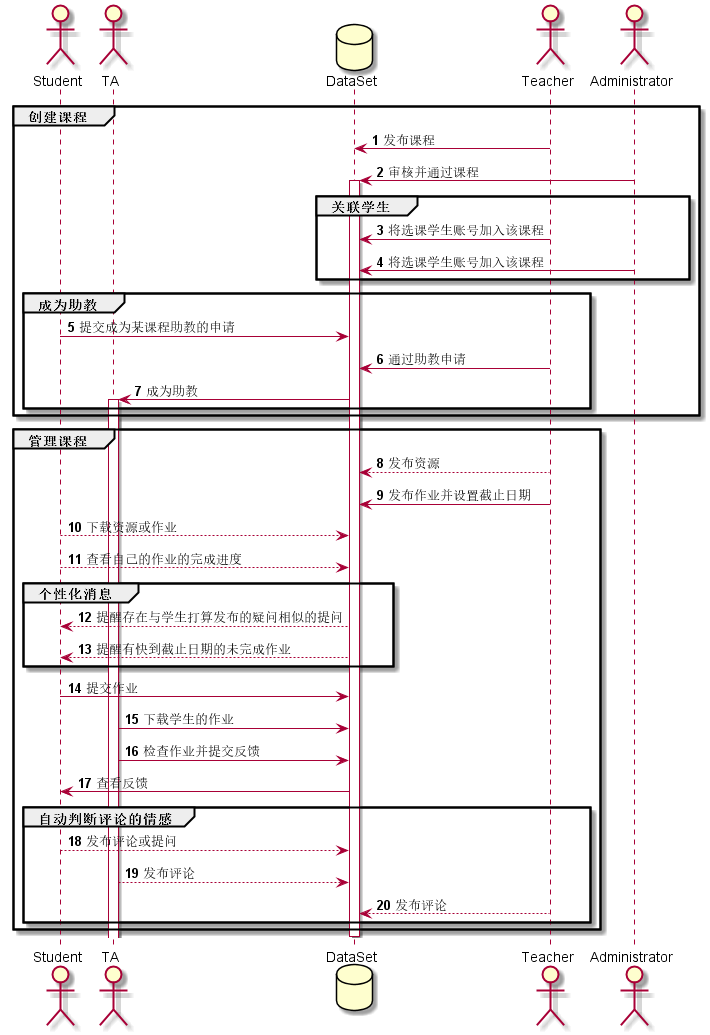 Student TA DataSet Teacher Administrator
创建课程
1 发布课程
2 审核并通过课程
关联学生
3 将选课学生账号加入该课程
4 将选课学生账号加入该课程
成为助教
5 提交成为某课程助教的申请
6 通过助教申请
7 成为助教
管理课程
8 发布资源
9 发布作业并设置截止日期
10 下载资源或作业
11 查看自己的作业的完成进度
个性化消息
12 提醒存在与学生打算发布的疑问相似的提问
13 提醒有快到截止日期的未完成作业
14 提交作业
15 下载学生的作业
16 检查作业并提交反馈
17 查看反馈
自动判断评论的情感
18 发布评论或提问
19 发布评论
20 发布评论
Student TA DataSet Teacher Administrator